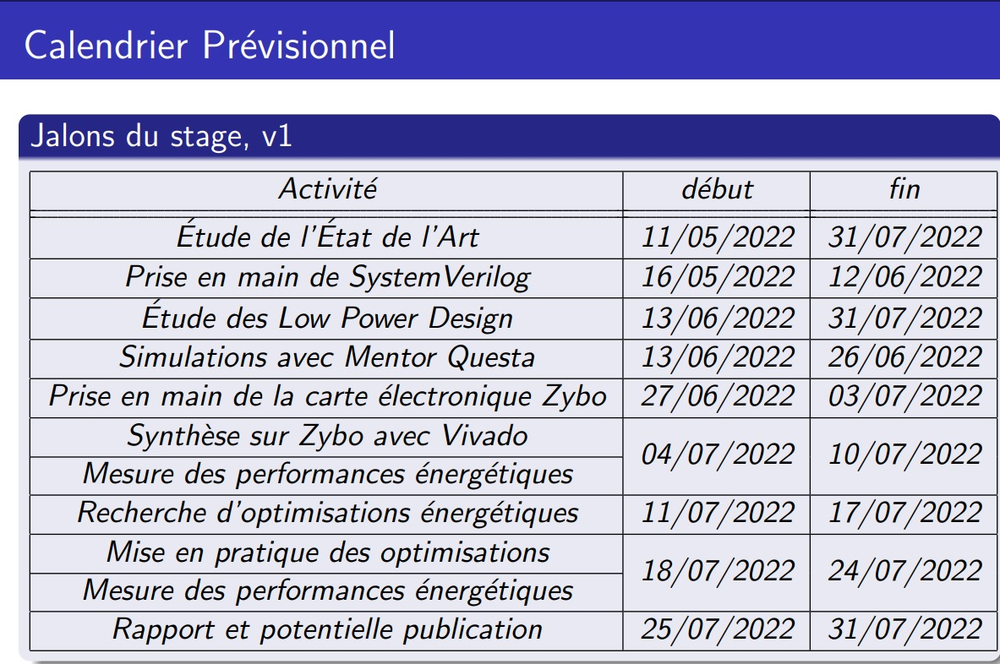 Calendrier Prévisionnel
Jalons du stage, v1
Activité début fin
Étude de l'État de l'Art 11/05/2022 31/07/2022
Prise en main de SystemVerilog 16/05/2022 12/06/2022
Étude des Low Power Design 13/06/2022 31/07/2022
Simulations avec Mentor Questa 13/06/2022 26/06/2022
Prise en main de la carte électronique Zybo 27/06/2022 03/07/2022
Synthèse sur Zybo avec Vivado 04/07/2022 10/07/2022
Mesure des performances énergétiques
Recherche d'optimisations énergétiques 11/07/2022 17/07/2022
Mise en pratique des optimisations 18/07/2022 24/07/2022
Mesure des performances énergétiques
Rapport et potentielle publication 25/07/2022 31/07/2022